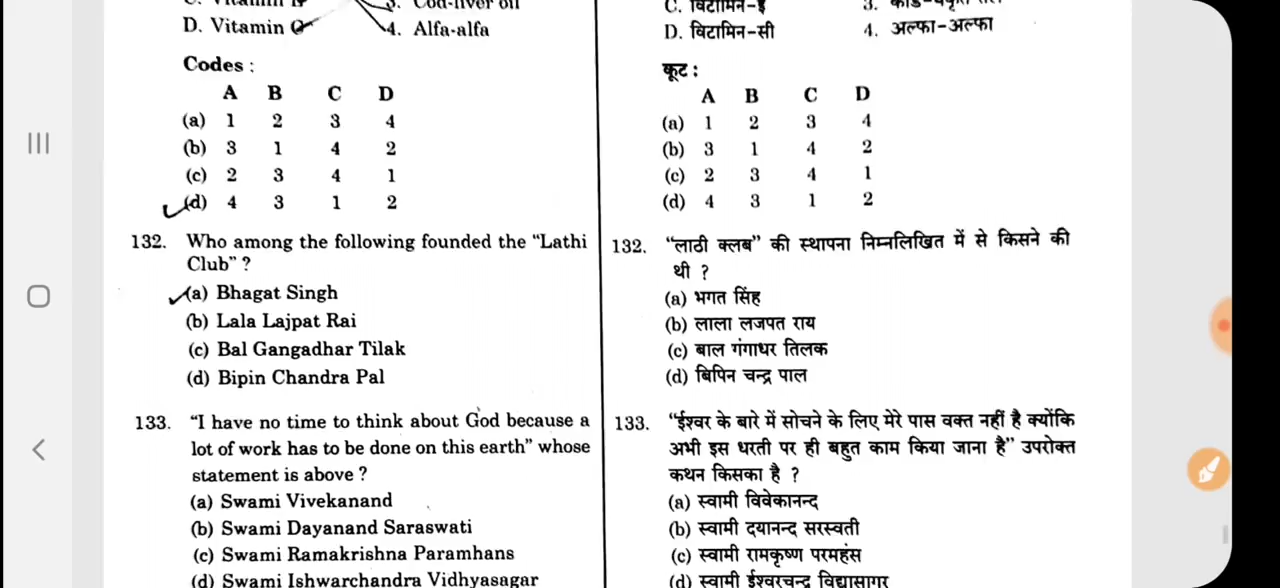 C. Vitamin
3. Cod-liver oil
D. Vitamin
4. Alfa-alfa
Codes :
A B C D
(a) 1 2 3 4
(b) 3 1 4 2
(c) 2 3 4 1
(d) 4 3 1 2
132. Who among the following founded the “Lathi
Club” ?
(a) Bhagat Singh
(b) Lala Lajpat Rai
(c) Bal Gangadhar Tilak
(d) Bipin Chandra Pal
133. “I have no time to think about God because a
lot of work has to be done on this earth” whose
statement is above ?
(a) Swami Vivekanand
(b) Swami Dayanand Saraswati
(c) Swami Ramakrishna Paramhans
(d) Swami Ishwarchandra Vidhyasagar
C. विटामिन-ई
3.
D. विटामिन-सी
4. अल्फा-अल्फा
कूट :
A B C D
(a) 1 2 3 4
(b) 3 1 4 2
(c) 2 3 4 1
(d) 4 3 1 2
132. “लाठी क्लब” की स्थापना निम्नलिखित में से किसने की
थी ?
(a) भगत सिंह
(b) लाला लजपत राय
(c) बाल गंगाधर तिलक
(d) बिपिन चन्द्र पाल
133. “ईश्वर के बारे में सोचने के लिए मेरे पास वक्त नहीं है क्योंकि
अभी इस धरती पर ही बहुत काम किया जाना है” उपरोक्त
कथन किसका है ?
(a) स्वामी विवेकानन्द
(b) स्वामी दयानन्द सरस्वती
(c) स्वामी रामकृष्ण परमहंस
(d) स्वामी ईश्वरचन्द्र विद्यासागर